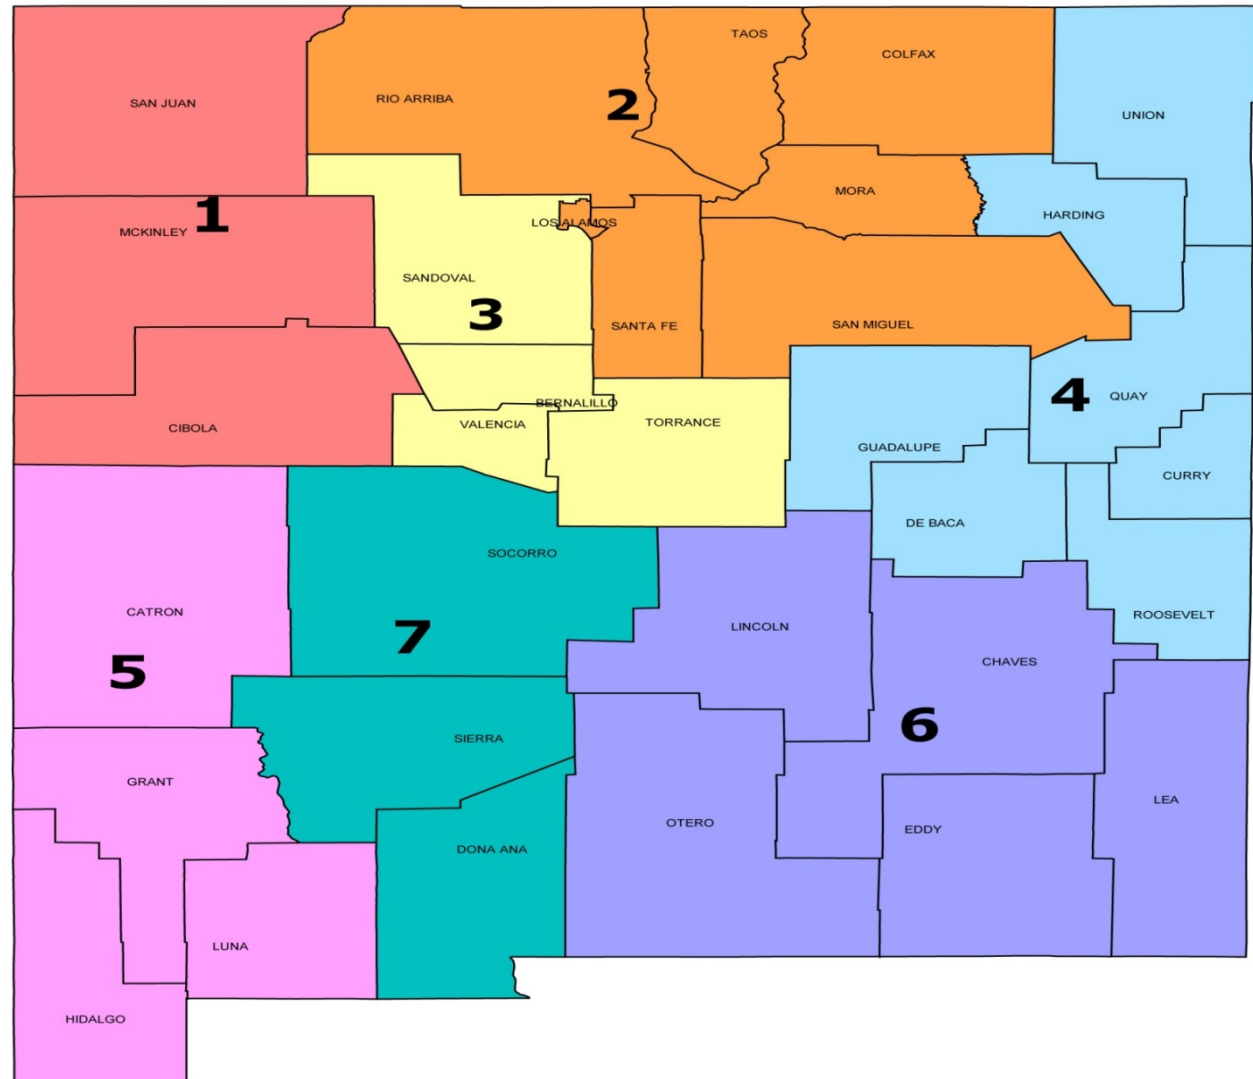 TAOS
COLFAX
SAN JUAN
RIO ARRIBA
2
UNION
MORA
1
MCKINLEY
LOS ALAMOS
HARDING
SANDOVAL
3
SANTA FE
SAN MIGUEL
4
QUAY
BERNALILLO
CIBOLA
VALENCIA
TORRANCE
GUADALUPE
CURRY
DE BACA
SOCORRO
CATRON
ROOSEVELT
LINCOLN
7
5
CHAVES
6
SIERRA
GRANT
LEA
OTERO
EDDY
DONA ANA
LUNA
HIDALGO